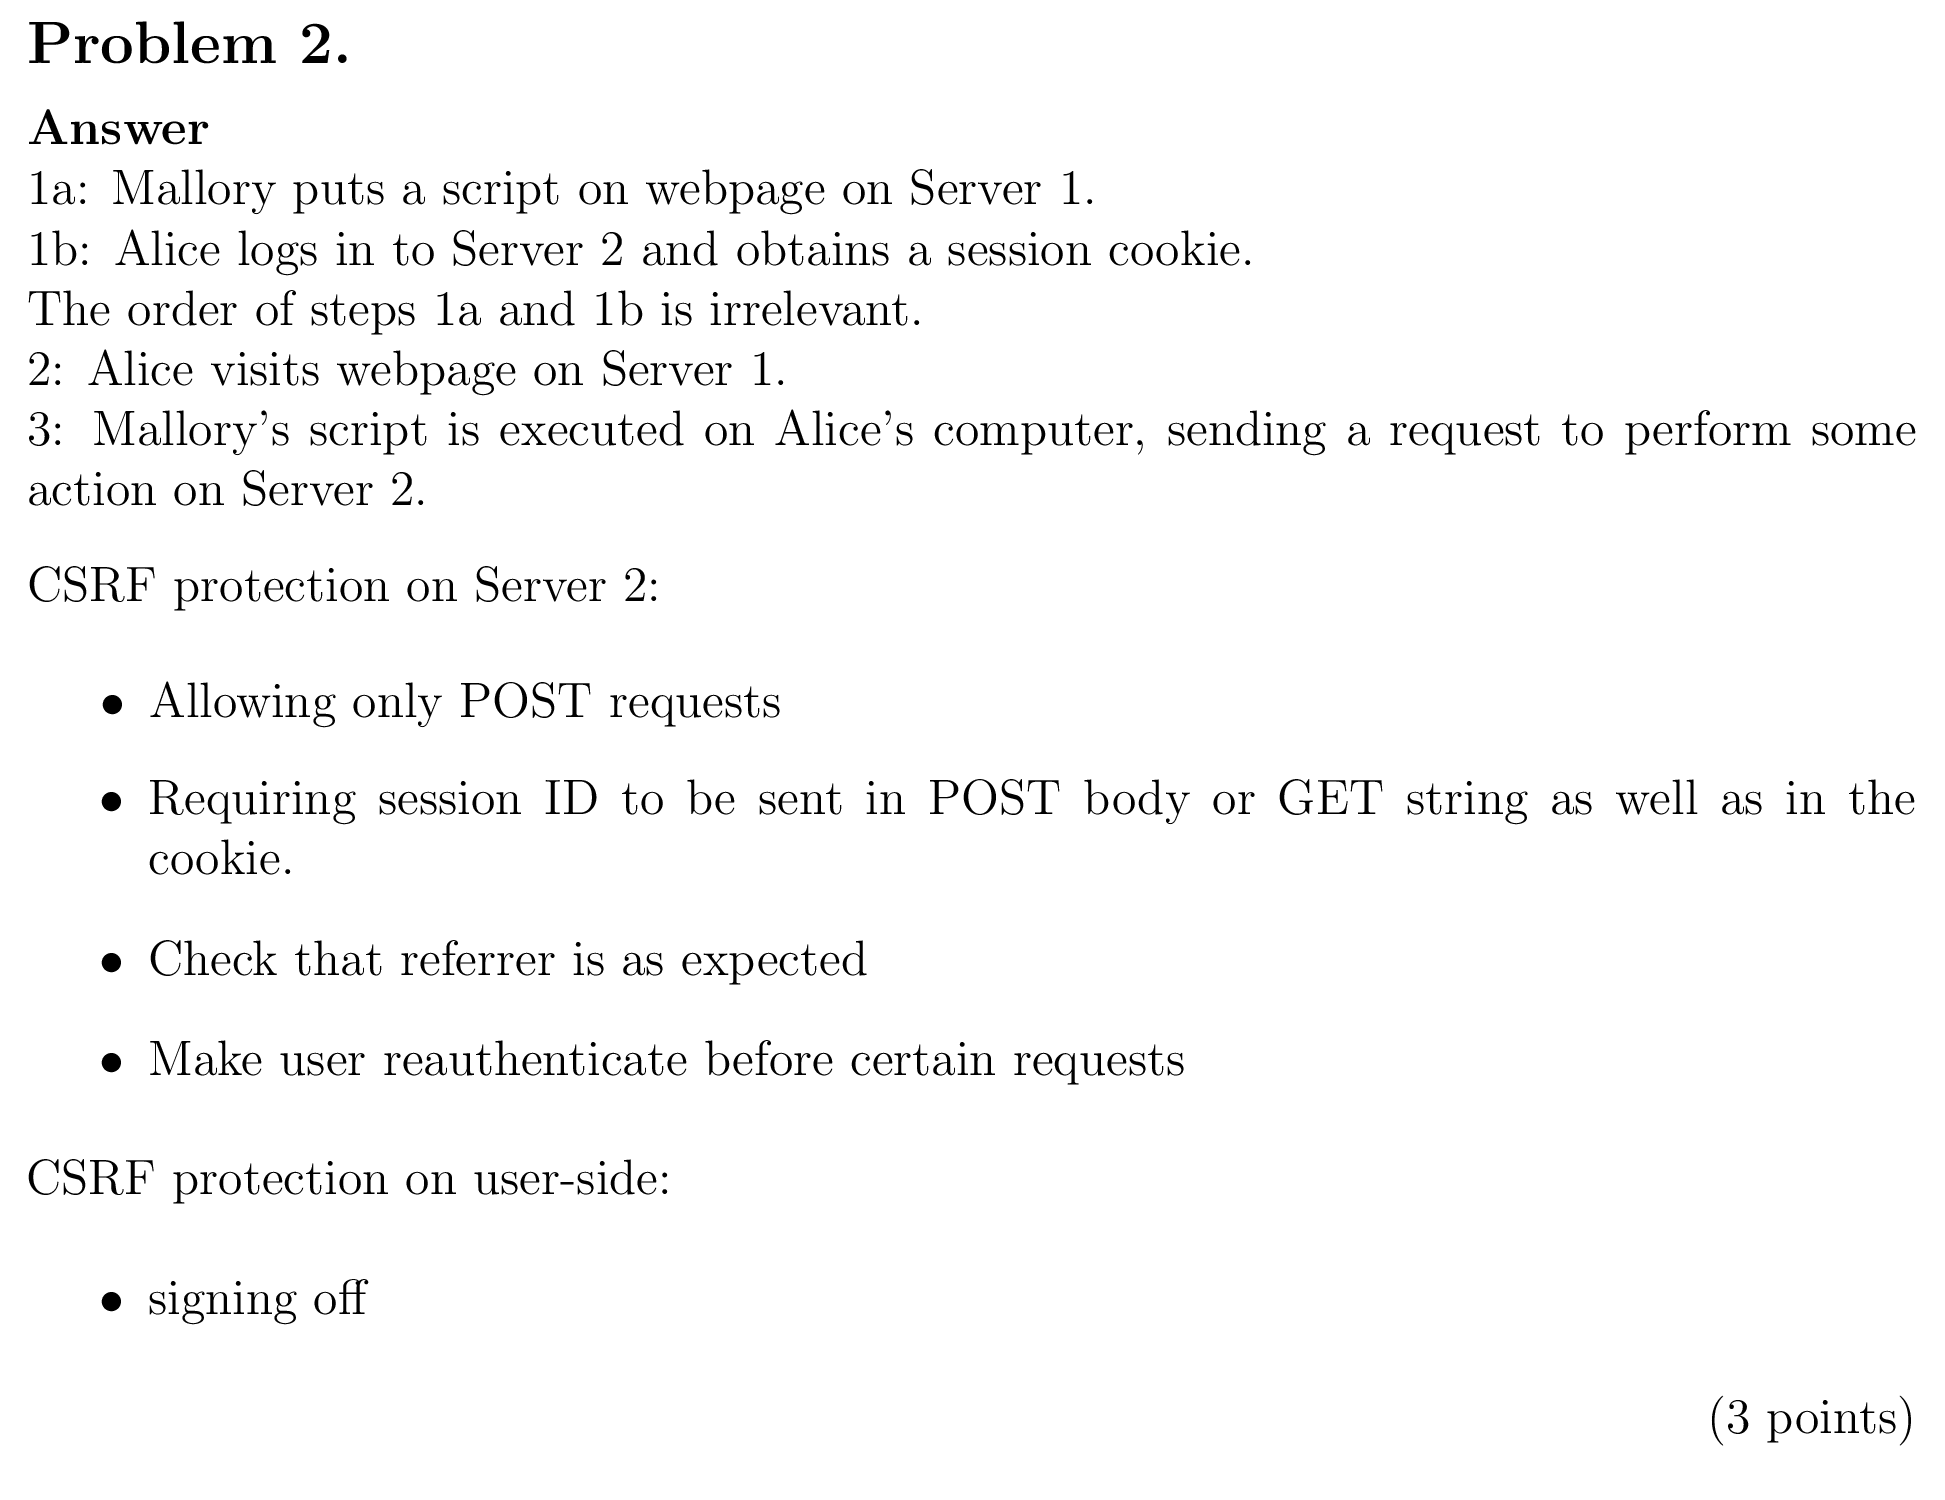 Problem 2.
Answer
1a: Mallory puts a script on webpage on Server 1.
1b: Alice logs in to Server 2 and obtains a session cookie.
The order of steps 1a and 1b is irrelevant.
2: Alice visits webpage on Server 1.
3: Mallory's script is executed on Alice's computer, sending a request to perform some
action on Server 2.
CSRF protection on Server 2:
• Allowing only POST requests
• Requiring session ID to be sent in POST body or GET string as well as in the
cookie.
• Check that referrer is as expected
• Make user reauthenticate before certain requests
CSRF protection on user-side:
• signing off
(3 points)